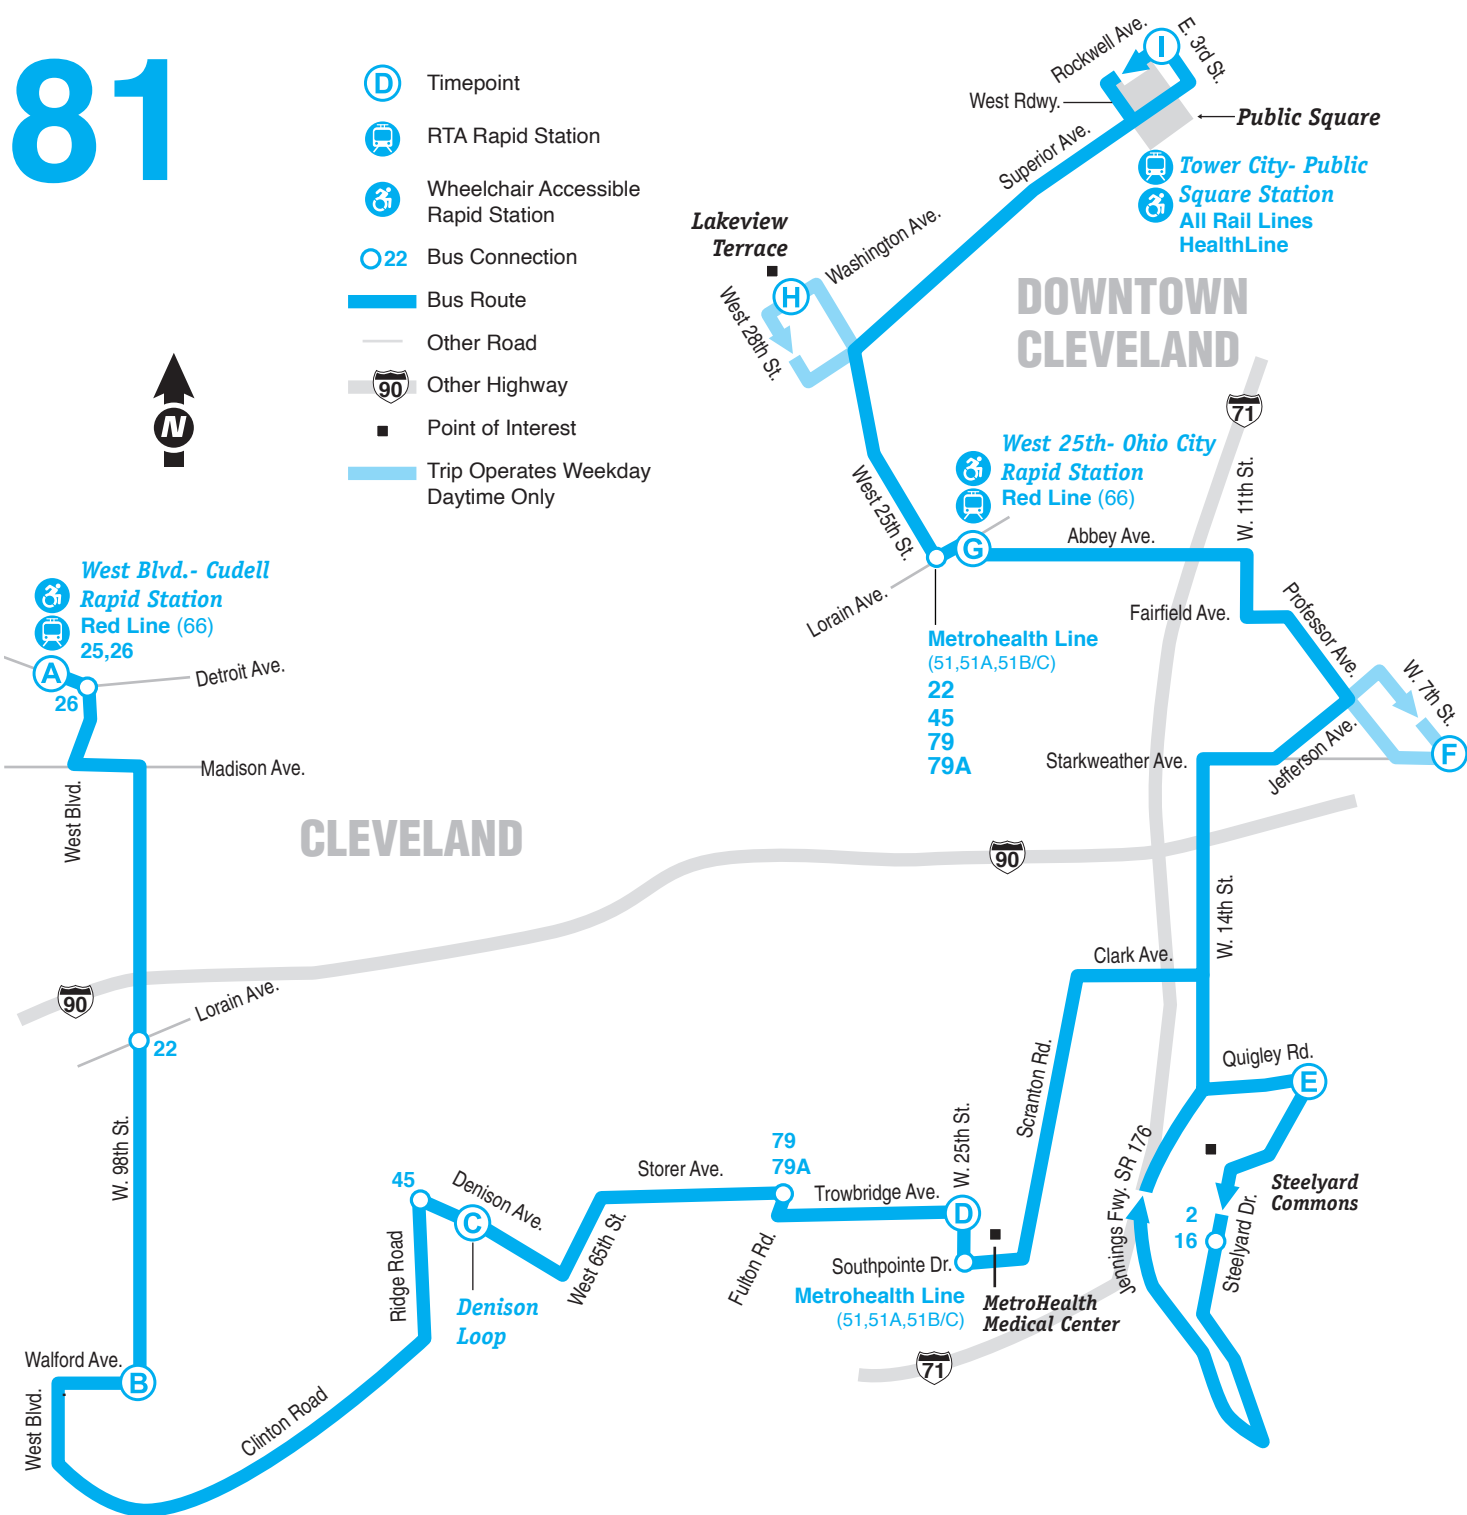 81
D
Timepoint
RTA Rapid Station
Wheelchair Accessible
Rapid Station
22
Bus Connection
Bus Route
Other Road
90
Other Highway
Point of Interest
Trip Operates Weekday
Daytime Only
N
Rockwell Ave.
I
E. 3rd St.
West Rdwy.
Public Square
Superior Ave.
Tower City- Public
Square Station
All Rail Lines
HealthLine
Lakeview
Terrace
Washington Ave.
H
West 28th St.
DOWNTOWN
CLEVELAND
71
West 25th- Ohio City
Rapid Station
Red Line (66)
West 25th St.
G
Abbey Ave.
W. 11th St.
Lorain Ave.
Fairfield Ave.
Professor Ave.
Metrohealth Line
(51,51A,51B/C)
22
45
79
79A
W. 7th St.
F
Starkweather Ave.
Jefferson Ave.
West Blvd.- Cudell
Rapid Station
Red Line (66)
25,26
A
26
Detroit Ave.
Madison Ave.
West Blvd.
CLEVELAND
90
90
Lorain Ave.
22
W. 98th St.
W. 14th St.
Clark Ave.
Scranton Rd.
Quigley Rd.
E
Jennings Fwy. SR 176
Steelyard
Commons
2
16
Steelyard Dr.
W. 25th St.
79
79A
Storer Ave.
Trowbridge Ave.
D
45
Denison Ave.
C
West 65th St.
Fulton Rd.
Southpointe Dr.
Metrohealth Line
(51,51A,51B/C)
MetroHealth
Medical Center
71
Ridge Road
Denison
Loop
Walford Ave.
B
West Blvd.
Clinton Road